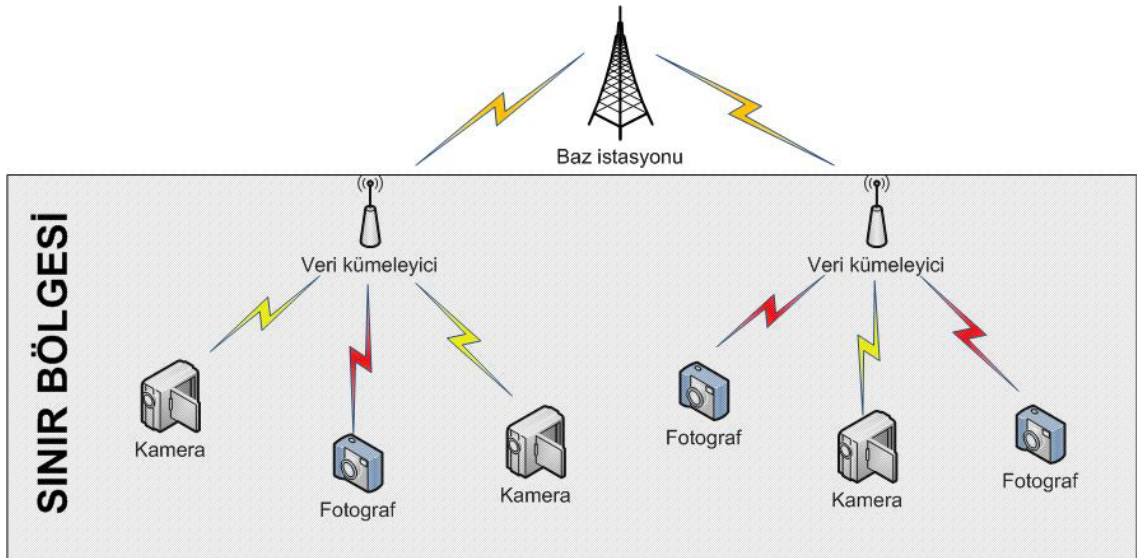 Baz istasyonu
SINIR BÖLGESİ
Veri kümeleyici
Veri kümeleyici
Kamera
Fotograf
Kamera
Fotograf
Kamera
Fotograf